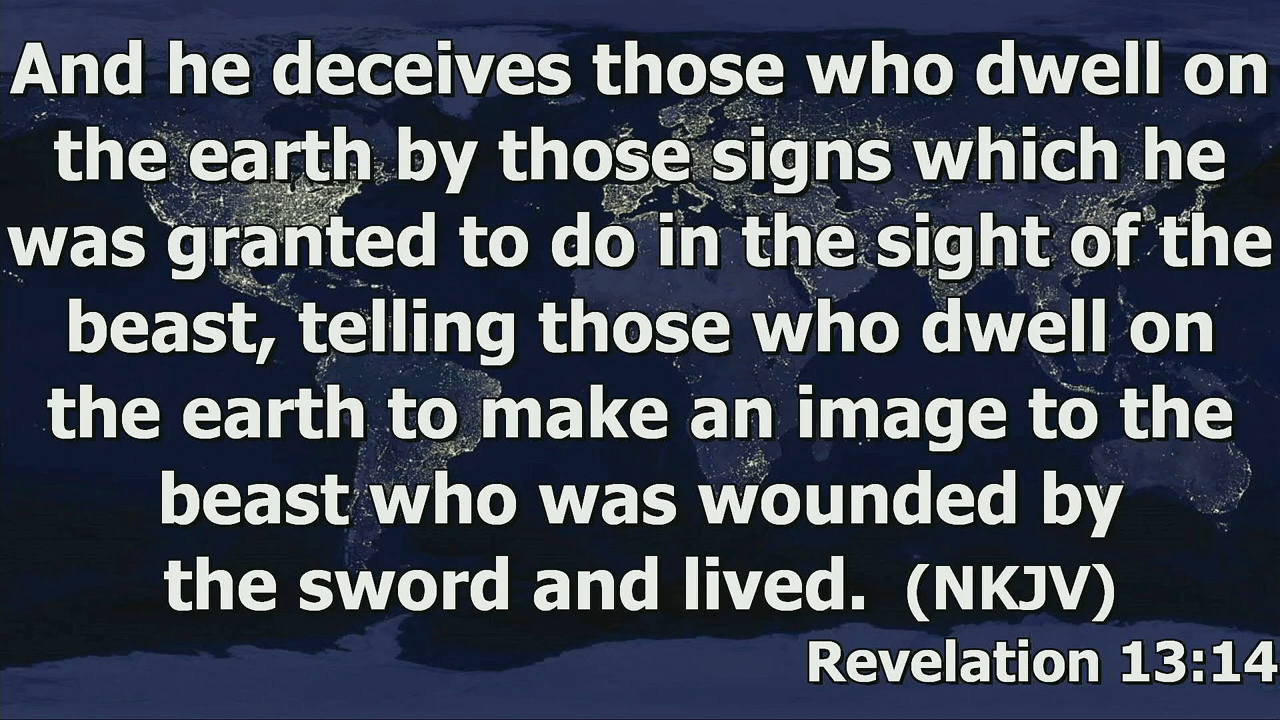 And he deceives those who dwell on
the earth by those signs which he
was granted to do in the sight of the
beast, telling those who dwell on
the earth to make an image to the
beast who was wounded by
the sword and lived. (NKJV)
Revelation 13:14